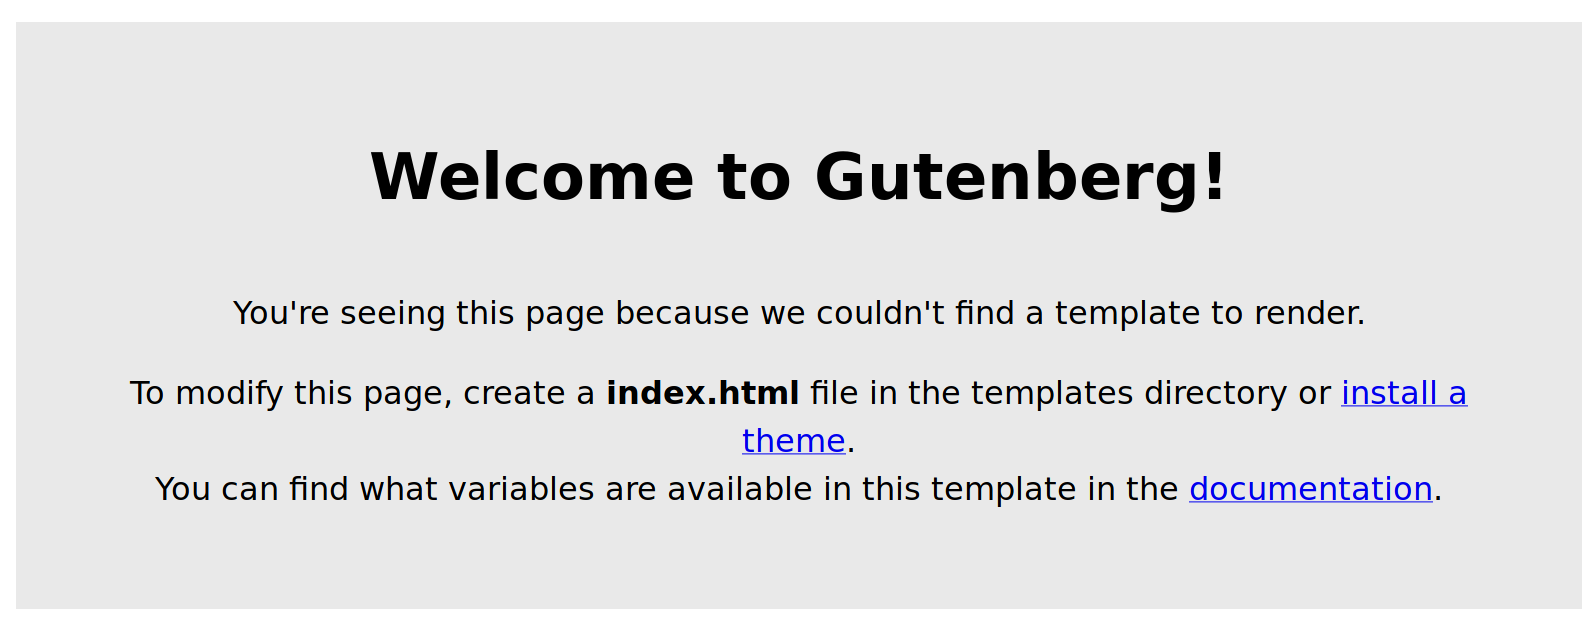 Welcome to Gutenberg!
You're seeing this page because we couldn't find a template to render.
To modify this page, create a index.html file in the templates directory or install a
theme.
You can find what variables are available in this template in the documentation.